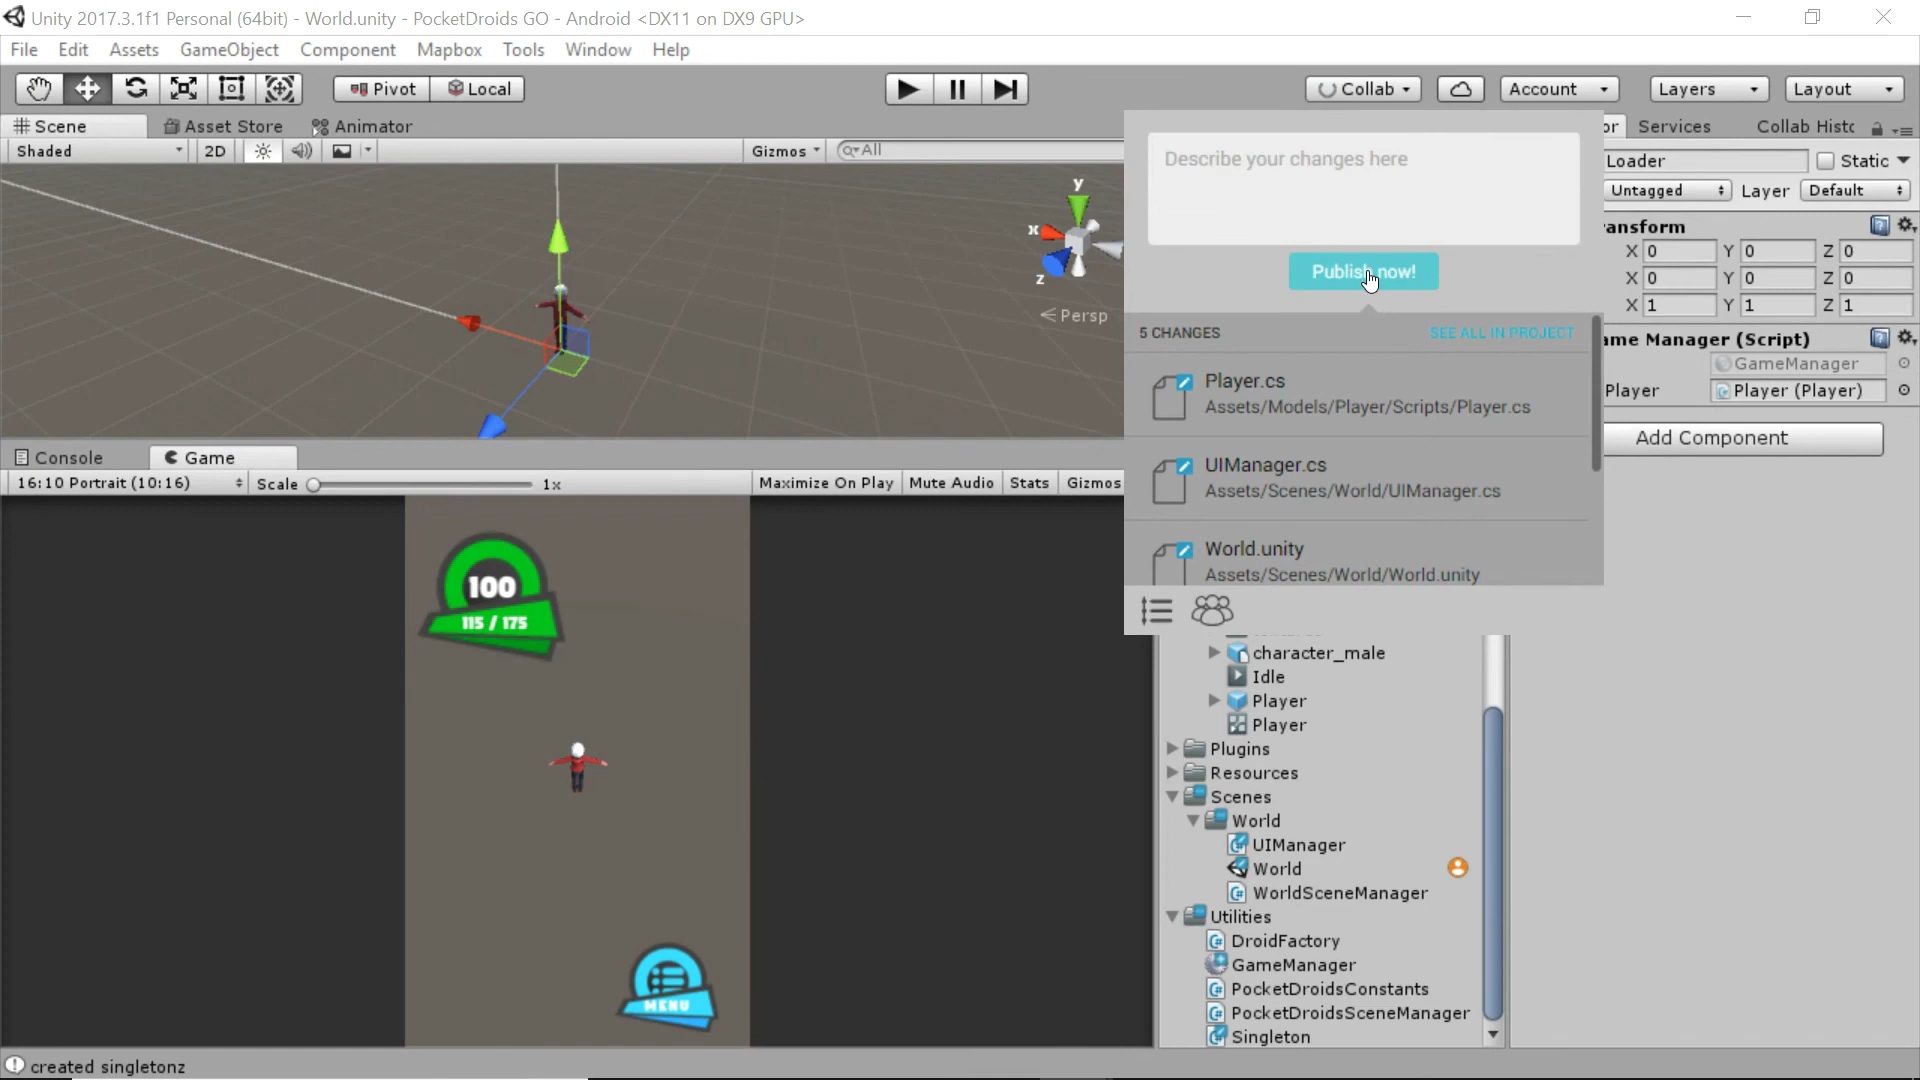 Unity 2017.3.1f1 Personal (64bit) - World.unity - PocketDroids GO - Android <DX11 on DX9 GPU>
File Edit Assets GameObject Component Mapbox Tools Window Help
Pivot Local Collab Account Layers Layout
Scene Asset Store Animator
Shaded 2D Gizmos All
x y z
Persp
Console Game
16:10 Portrait (10:16) Scale 1x Maximize On Play Mute Audio Stats Gizmos
100
115 / 175
MENU
Describe your changes here
Publish now!
5 CHANGES SEE ALL IN PROJECT
Player.cs
Assets/Models/Player/Scripts/Player.cs
UIManager.cs
Assets/Scenes/World/UIManager.cs
World.unity
Assets/Scenes/World/World.unity
or Services Collab Histo
Loader Static
Untagged Layer Default
ansform
X 0 Y 0 Z 0
X 0 Y 0 Z 0
X 1 Y 1 Z 1
ame Manager (Script)
GameManager
Player Player (Player)
Add Component
character_male
Idle
Player
Player
Plugins
Resources
Scenes
World
UIManager
World
WorldSceneManager
Utilities
DroidFactory
GameManager
PocketDroidsConstants
PocketDroidsSceneManager
Singleton
created singletonz